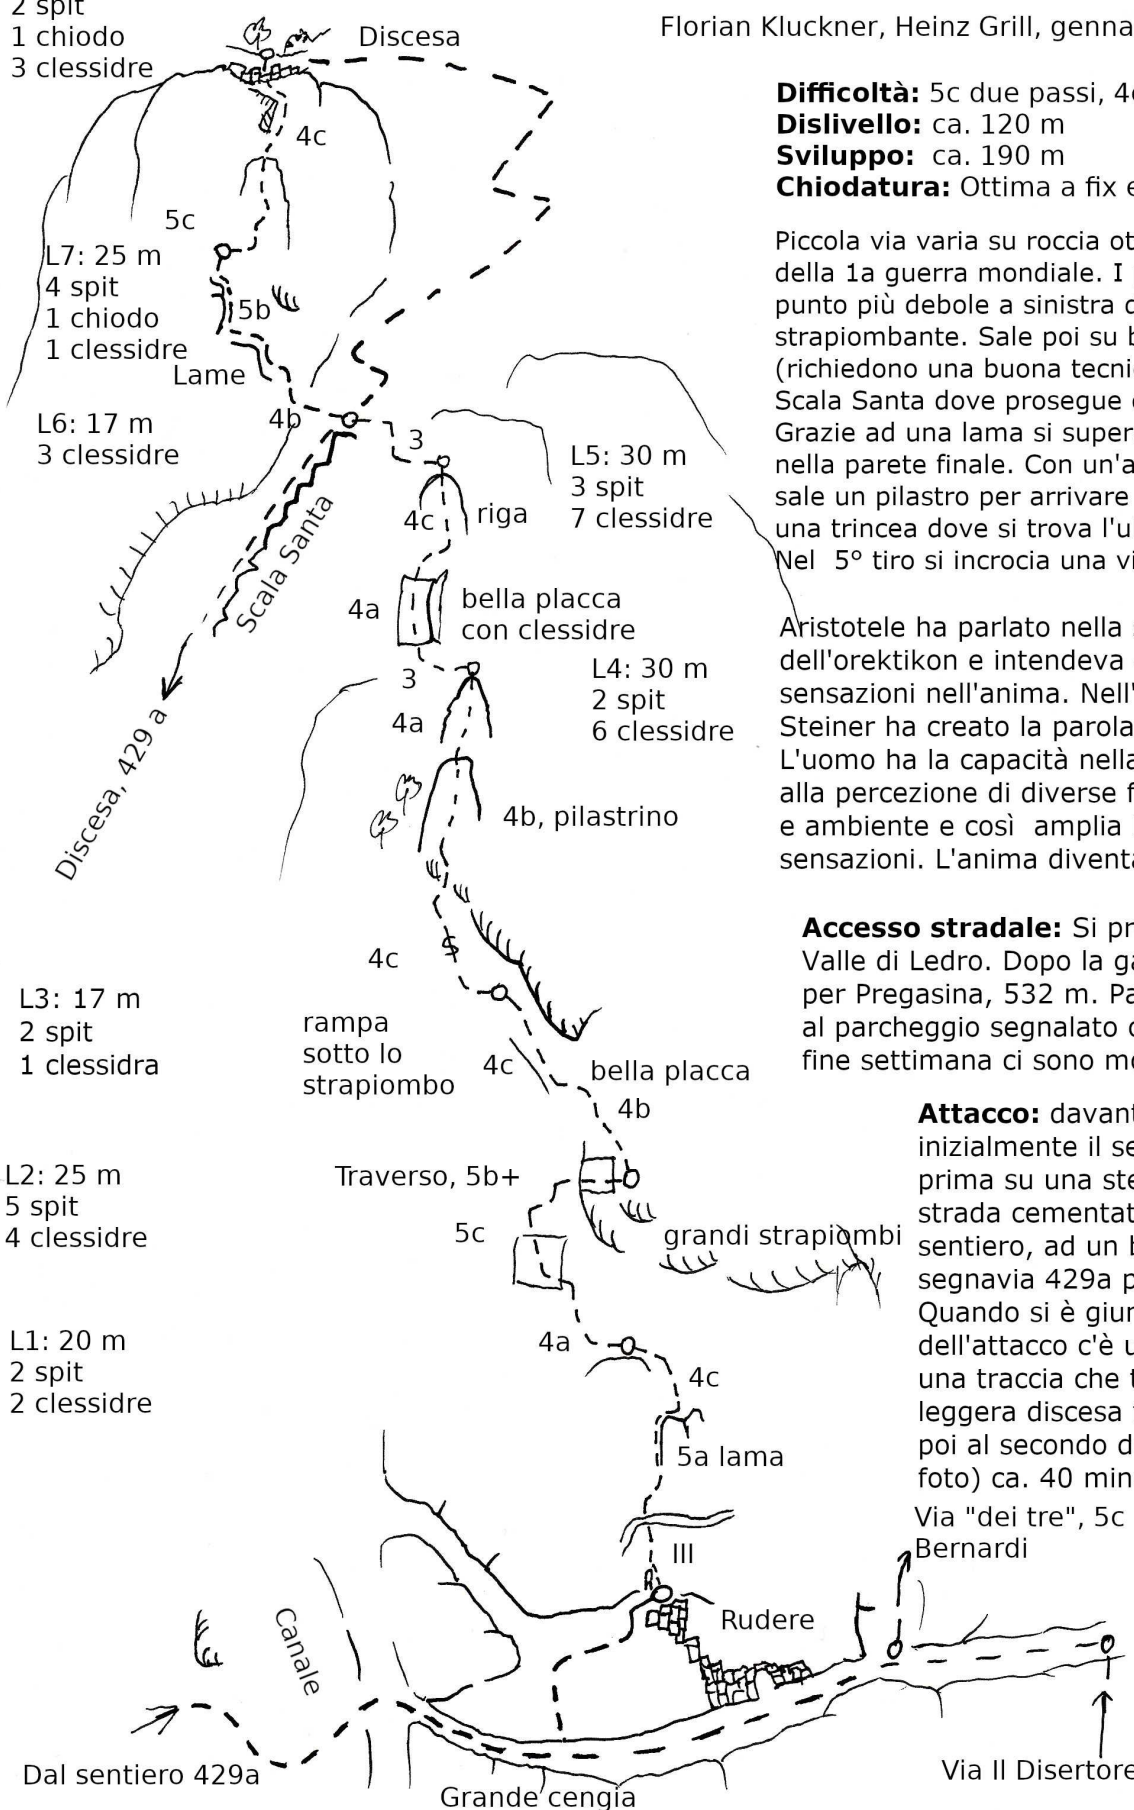 2 spit
1 chiodo
3 clessidre
Discesa
4c
5c
L7: 25 m
4 spit
1 chiodo
1 clessidre
5b
Lame
4b
L6: 17 m
3 clessidre
3
L5: 30 m
3 spit
7 clessidre
4c
riga
Scala Santa
4a
bella placca
con clessidre
3
L4: 30 m
2 spit
6 clessidre
4a
Discesa, 429 a
4b, pilastrino
4c
L3: 17 m
2 spit
1 clessidra
rampa
sotto lo
strapiombo
4c
bella placca
4b
L2: 25 m
5 spit
4 clessidre
Traverso, 5b+
5c
grandi strapiombi
L1: 20 m
2 spit
2 clessidre
4a
4c
5a lama
III
Rudere
Canale
Dal sentiero 429a
Grande cengia
Florian Kluckner, Heinz Grill, genna
Difficoltà: 5c due passi, 4c
Dislivello: ca. 120 m
Sviluppo: ca. 190 m
Chiodatura: Ottima a fix e
Piccola via varia su roccia ot
della 1a guerra mondiale. I
punto più debole a sinistra
strapiombante. Sale poi su b
(richiedono una buona tecni
Scala Santa dove prosegue
Grazie ad una lama si super
nella parete finale. Con un'a
sale un pilastro per arrivare
una trincea dove si trova l'u
Nel 5° tiro si incrocia una vi
Aristotele ha parlato nella
dell'orektikon e intendeva
sensazioni nell'anima. Nell'
Steiner ha creato la parola
L'uomo ha la capacità nella
alla percezione di diverse f
e ambiente e così amplia
sensazioni. L'anima diventa
Accesso stradale: Si pr
Valle di Ledro. Dopo la ga
per Pregasina, 532 m. Pa
al parcheggio segnalato
fine settimana ci sono mo
Attacco: davant
inizialmente il se
prima su una ste
strada cementat
sentiero, ad un b
segnavia 429a p
Quando si è giun
dell'attacco c'è u
una traccia che t
leggera discesa
poi al secondo d
foto) ca. 40 min
Via "dei tre", 5c
Bernardi
Via Il Disertore